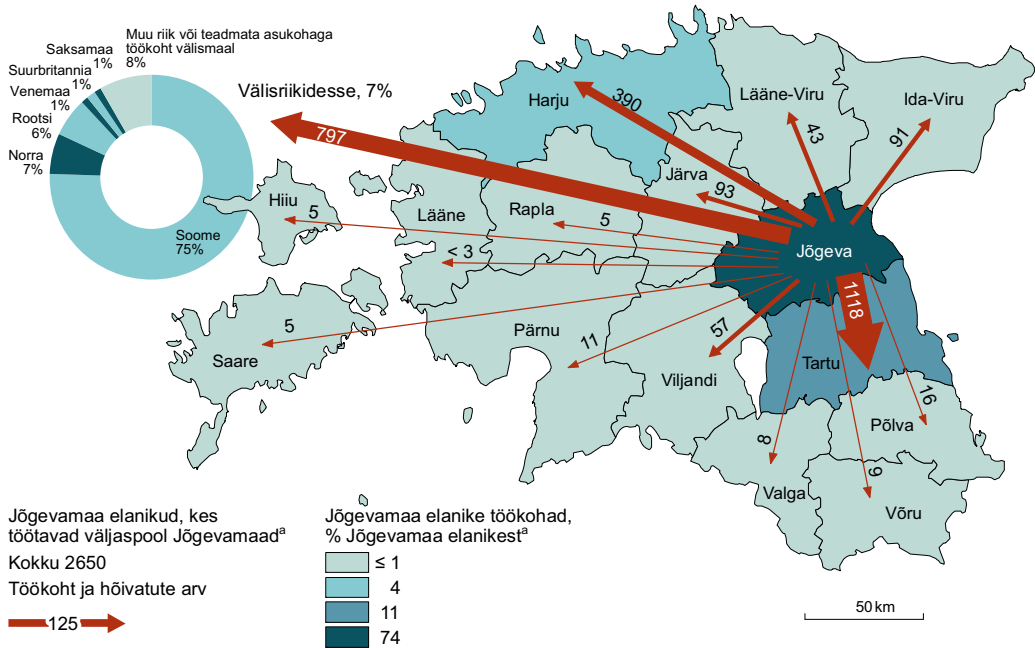 Muu riik või teadmata asukohaga
töökoht välismaal
8%
Saksamaa
1%
Suurbritannia
1%
Venemaa
1%
Rootsi
6%
Norra
7%
Soome
75%
Välisriikidesse, 7%
797
Harju
390
Lääne-Viru
43
Ida-Viru
91
Järva
93
Hiiu
5
Lääne
Rapla
5
< 3
Jõgeva
1118
Saare
5
Pärnu
11
57
Viljandi
Tartu
16
Põlva
8
Valga
9
Võru
Jõgevamaa elanikud, kes
töötavad väljaspool Jõgevamaadª
Kokku 2650
Töökoht ja hõivatute arv
125
Jõgevamaa elanike töökohad,
% Jõgevamaa elanikestª
≤ 1
4
11
74
50 km